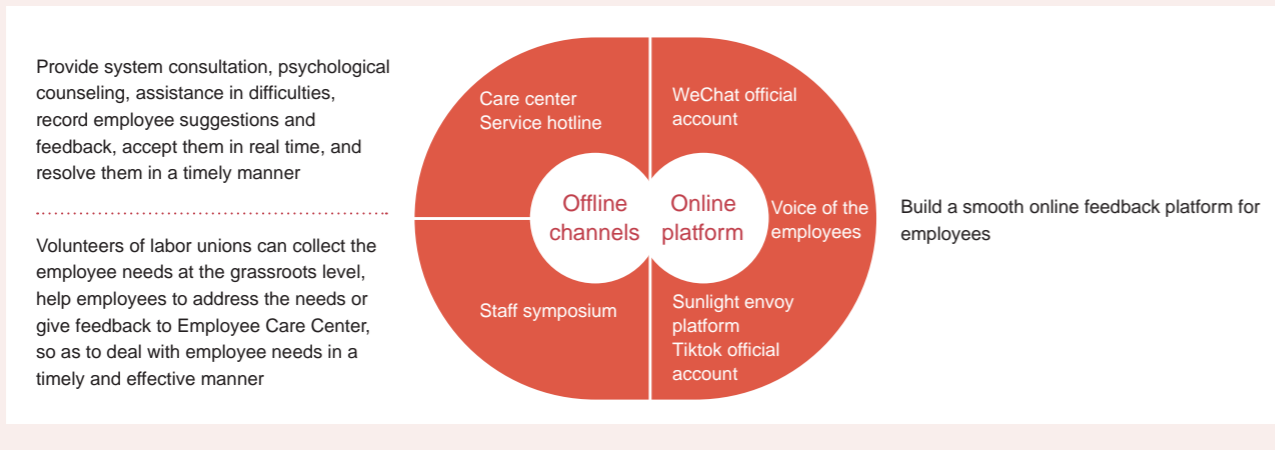 Provide system consultation, psychological
counseling, assistance in difficulties,
record employee suggestions and
feedback, accept them in real time, and
resolve them in a timely manner
Volunteers of labor unions can collect the
employee needs at the grassroots level,
help employees to address the needs or
give feedback to Employee Care Center,
so as to deal with employee needs in a
timely and effective manner
Care center
Service hotline
Staff symposium
Offline
channels
Online
platform
WeChat official
account
Voice of the
employees
Sunlight envoy
platform
Tiktok official
account
Build a smooth online feedback platform for
employees